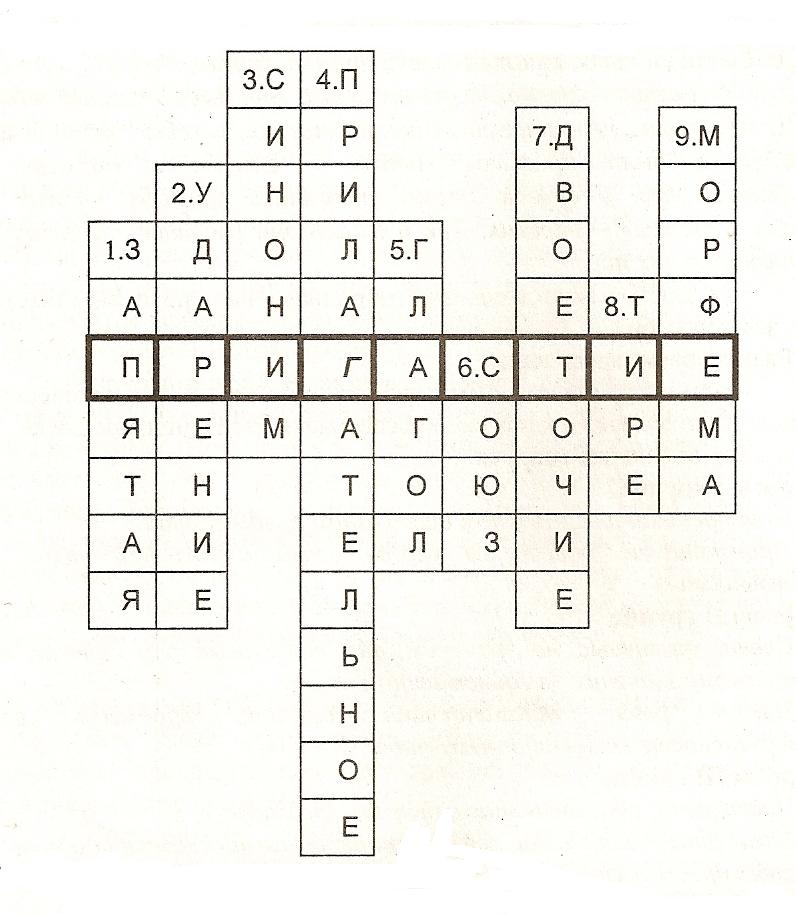 3.С 4.П
И Р 7.Д 9.М
2.У Н И В О
1.З Д О Л 5.Г О Р
А А Н А Л Е 8.Т Ф
П Р И Г А 6.С Т И Е
Я Е М А Г О О Р М
Т Н Т О Ю Ч Е А
А И Е Л З И
Я Е Л Е
Ь
Н
О
Е